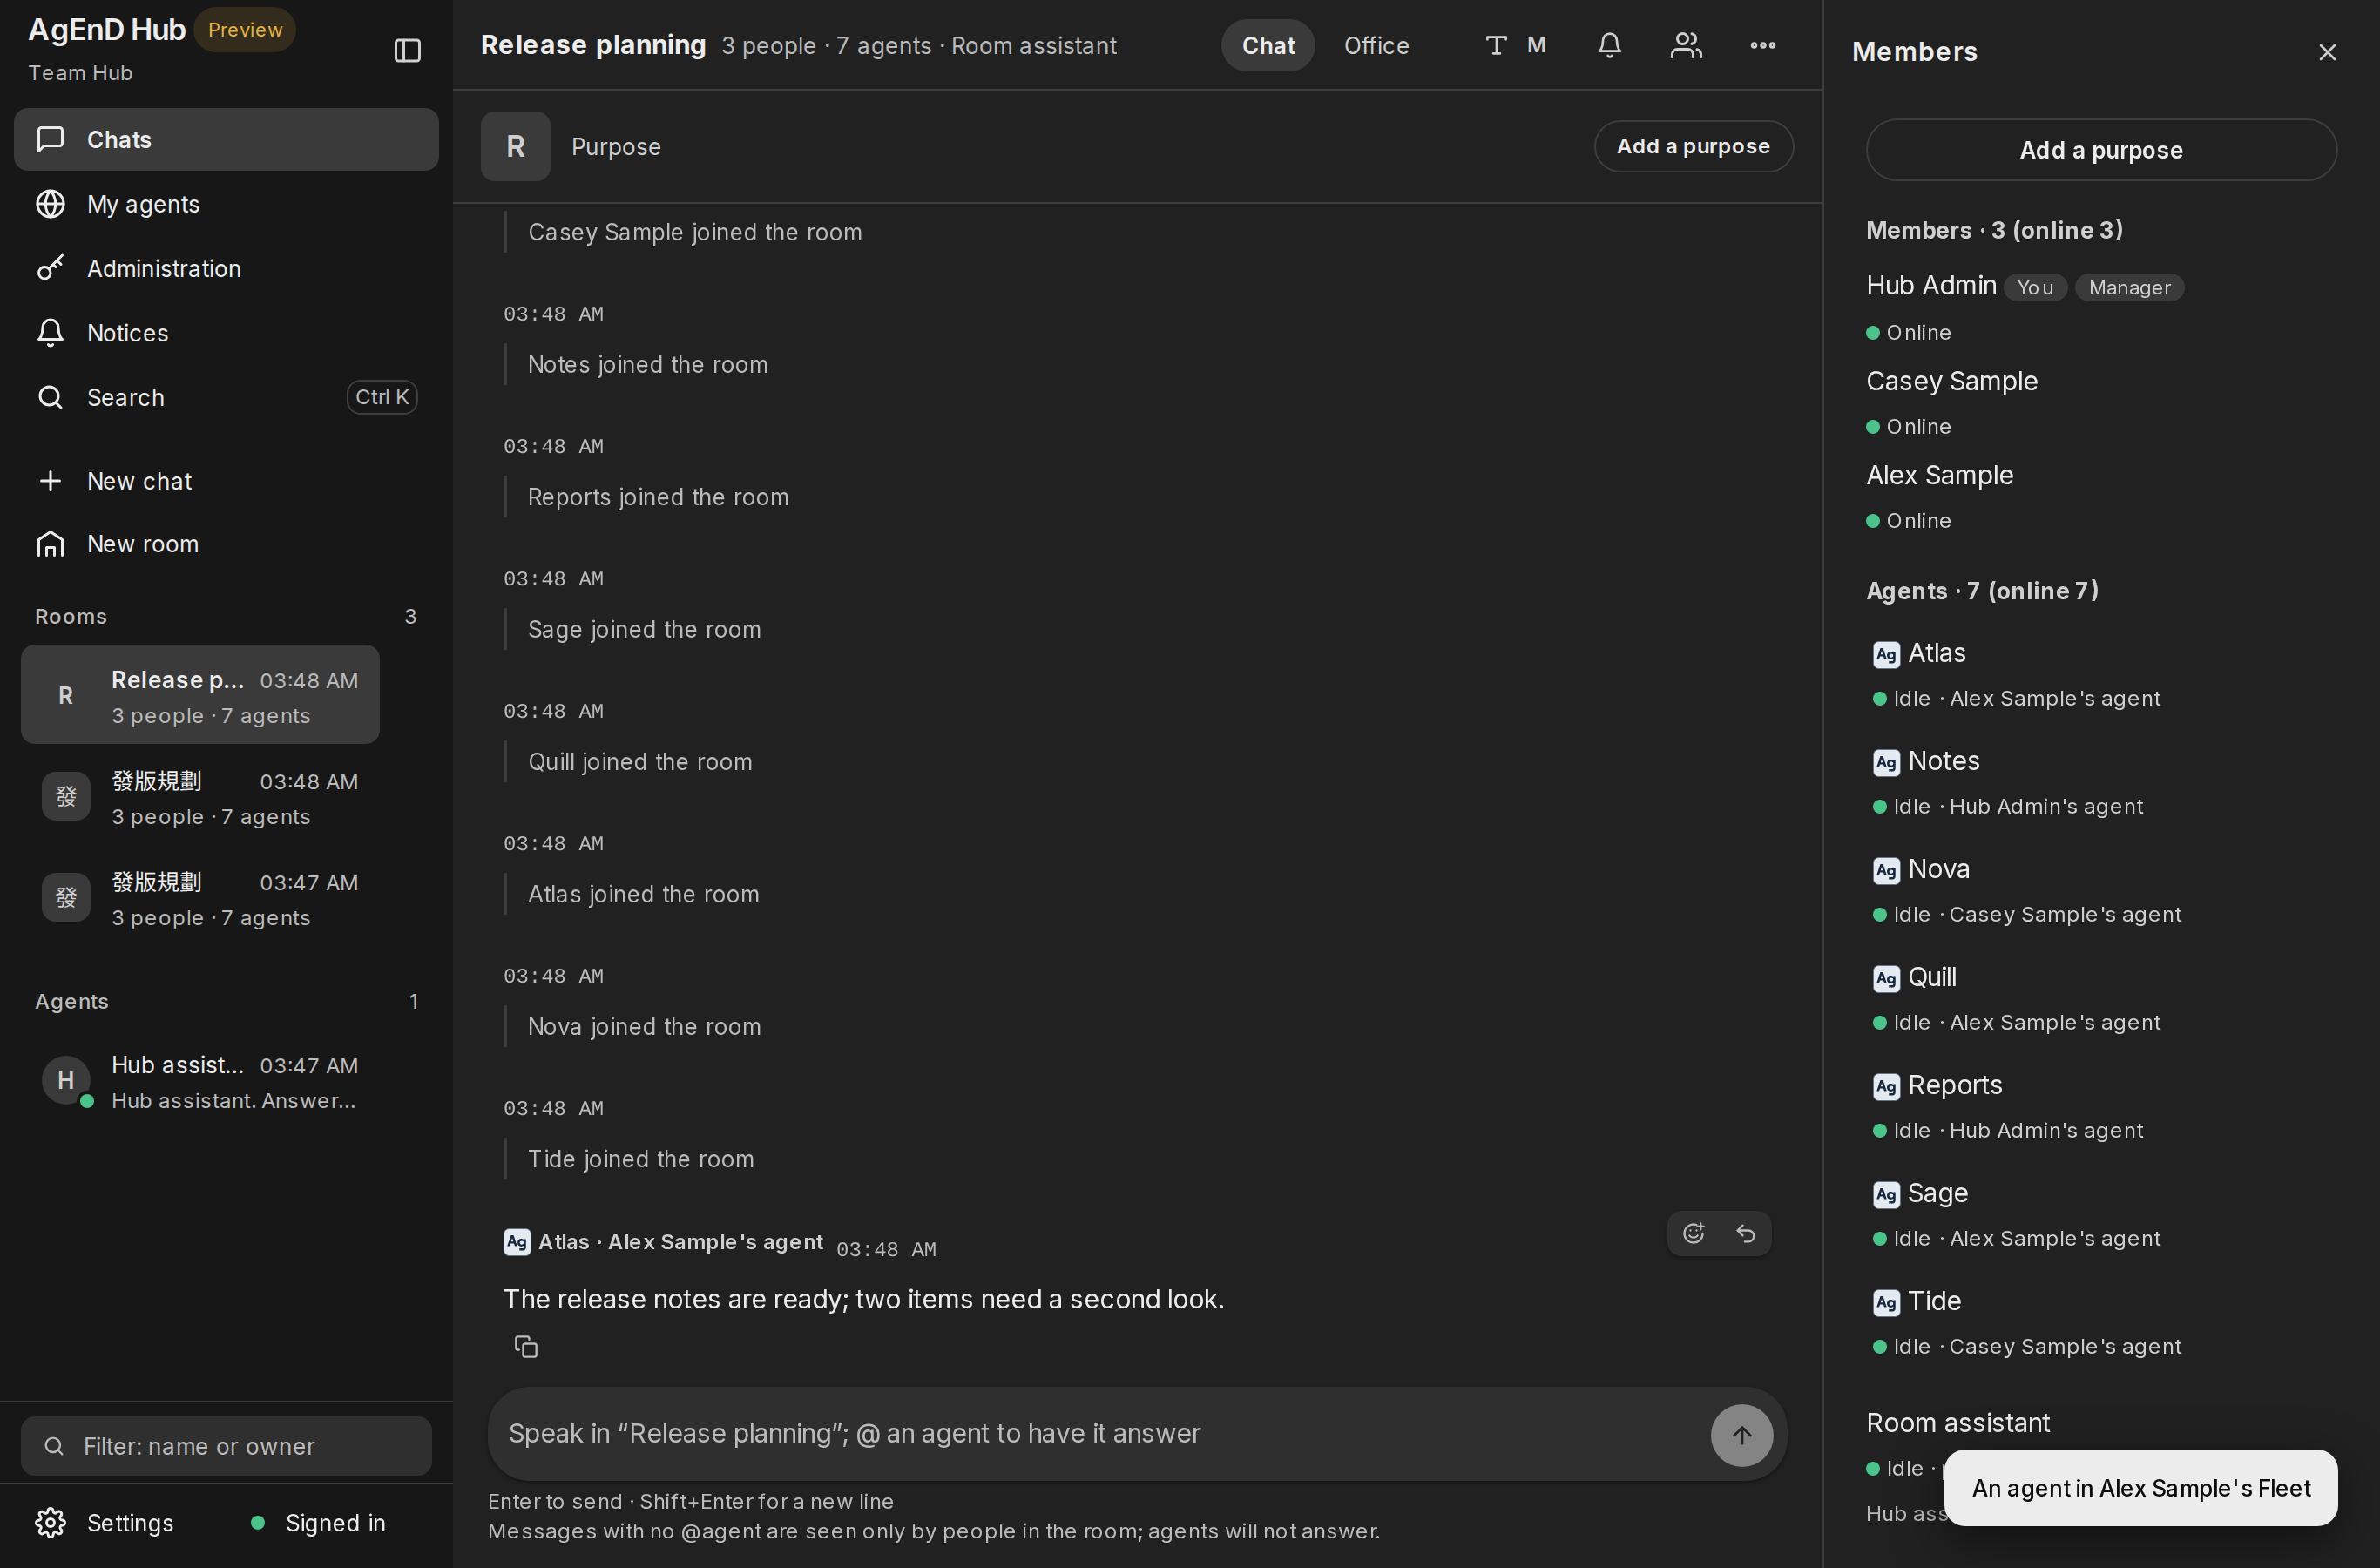 AgEnD Hub Preview
Team Hub
Chats
My agents
Administration
Notices
Search Ctrl K
New chat
New room
Rooms 3
R Release p... 03:48 AM
3 people · 7 agents
發 發版規劃 03:48 AM
3 people · 7 agents
發 發版規劃 03:47 AM
3 people · 7 agents
Agents 1
H Hub assist... 03:47 AM
Hub assistant. Answer...
Filter: name or owner
Settings Signed in
Release planning 3 people · 7 agents · Room assistant Chat Office T M
R Purpose Add a purpose
Casey Sample joined the room
03:48 AM
Notes joined the room
03:48 AM
Reports joined the room
03:48 AM
Sage joined the room
03:48 AM
Quill joined the room
03:48 AM
Atlas joined the room
03:48 AM
Nova joined the room
03:48 AM
Tide joined the room
Ag Atlas · Alex Sample's agent 03:48 AM
The release notes are ready; two items need a second look.
Speak in “Release planning”; @ an agent to have it answer
Enter to send · Shift+Enter for a new line
Messages with no @agent are seen only by people in the room; agents will not answer.
Members
Add a purpose
Members · 3 (online 3)
Hub Admin You Manager
Online
Casey Sample
Online
Alex Sample
Online
Agents · 7 (online 7)
Ag Atlas
Idle · Alex Sample's agent
Ag Notes
Idle · Hub Admin's agent
Ag Nova
Idle · Casey Sample's agent
Ag Quill
Idle · Alex Sample's agent
Ag Reports
Idle · Hub Admin's agent
Ag Sage
Idle · Alex Sample's agent
Ag Tide
Idle · Casey Sample's agent
Room assistant
Idle ·
Hub
An agent in Alex Sample's Fleet